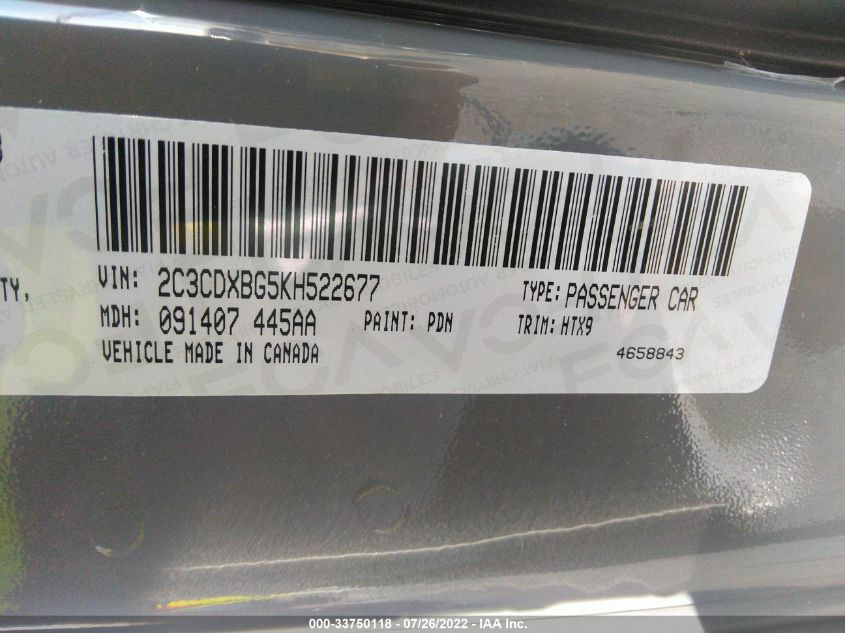 TY,
VIN: 2C3CDXBG5KH522677 TYPE: PASSENGER CAR
MDH: 091407 445AA PAINT: PDN TRIM: HTX9
VEHICLE MADE IN CANADA 4658843
000-33750118 - 07/26/2022 - IAA Inc.